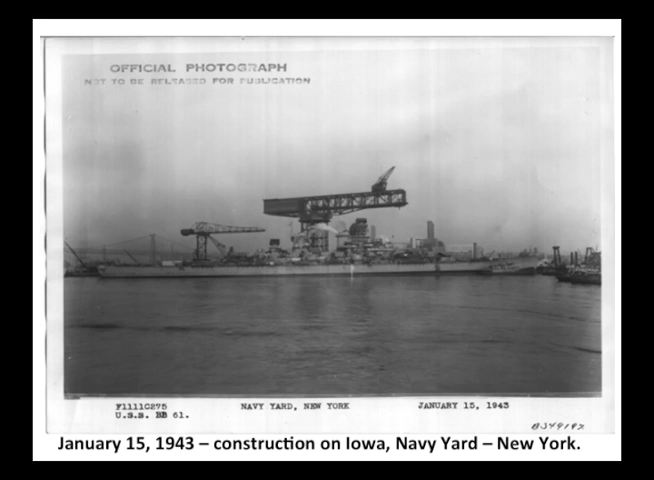 OFFICIAL PHOTOGRAPH
NOT TO BE RELEASED FOR PUBLICATION
F1111C275 NAVY YARD, NEW YORK JANUARY 15, 1943
U.S.S. BB 61.
January 15, 1943 – construction on Iowa, Navy Yard – New York.